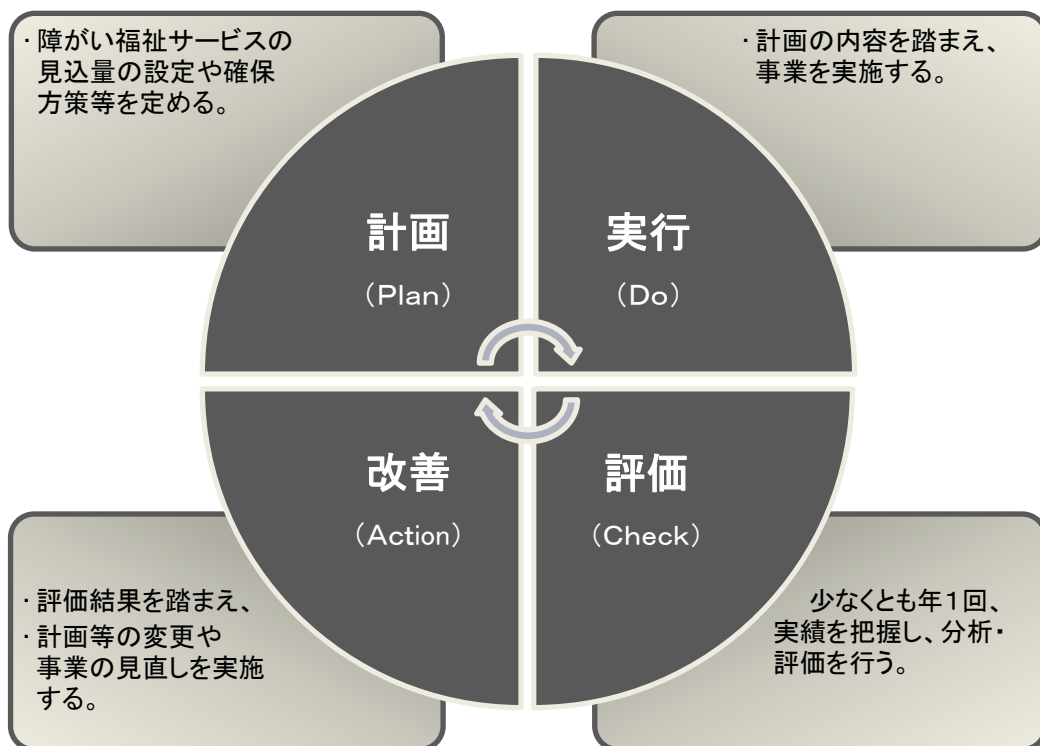 ・障がい福祉サービスの
見込量の設定や確保
方策等を定める。
・計画の内容を踏まえ、
事業を実施する。
計画
（Plan）
実行
（Do）
改善
（Action）
評価
（Check）
・評価結果を踏まえ、
・計画等の変更や
事業の見直しを実施
する。
少なくとも年１回、
実績を把握し、分析・
評価を行う。